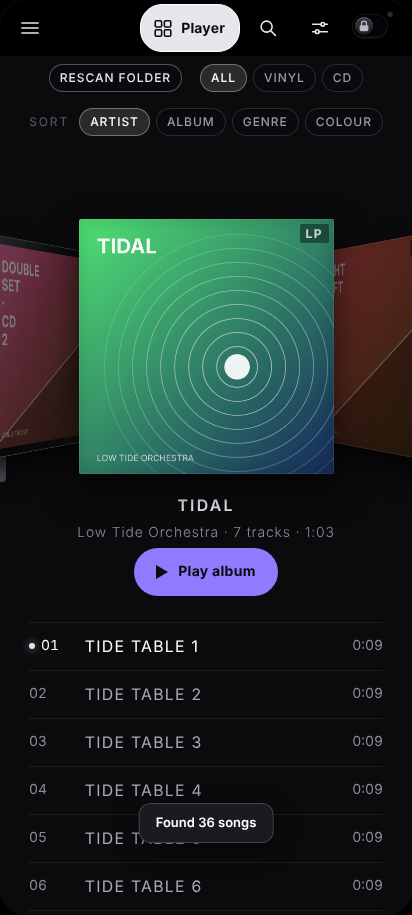 Player
RESCAN FOLDER ALL VINYL CD
SORT ARTIST ALBUM GENRE COLOUR
DOUBLE
SET
·
CD
2
TIDAL
LP
LOW TIDE ORCHESTRA
HT
FT
TIDAL
Low Tide Orchestra · 7 tracks · 1:03
Play album
01 TIDE TABLE 1 0:09
02 TIDE TABLE 2 0:09
03 TIDE TABLE 3 0:09
04 TIDE TABLE 4 0:09
Found 36 songs
05 0:09
06 TIDE TABLE 6 0:09